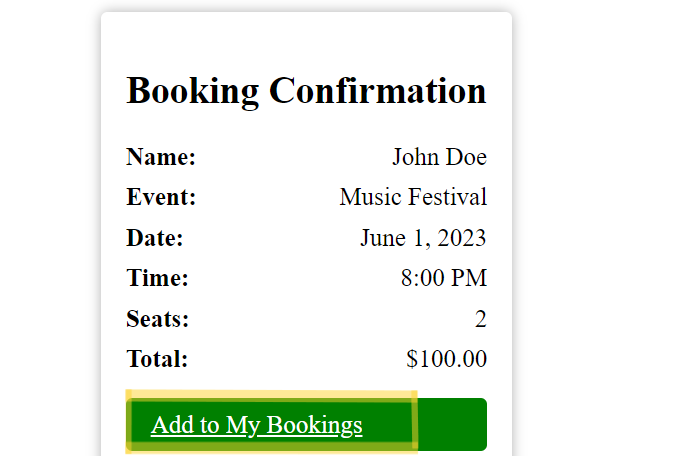 Booking Confirmation
Name: John Doe
Event: Music Festival
Date: June 1, 2023
Time: 8:00 PM
Seats: 2
Total: $100.00
Add to My Bookings